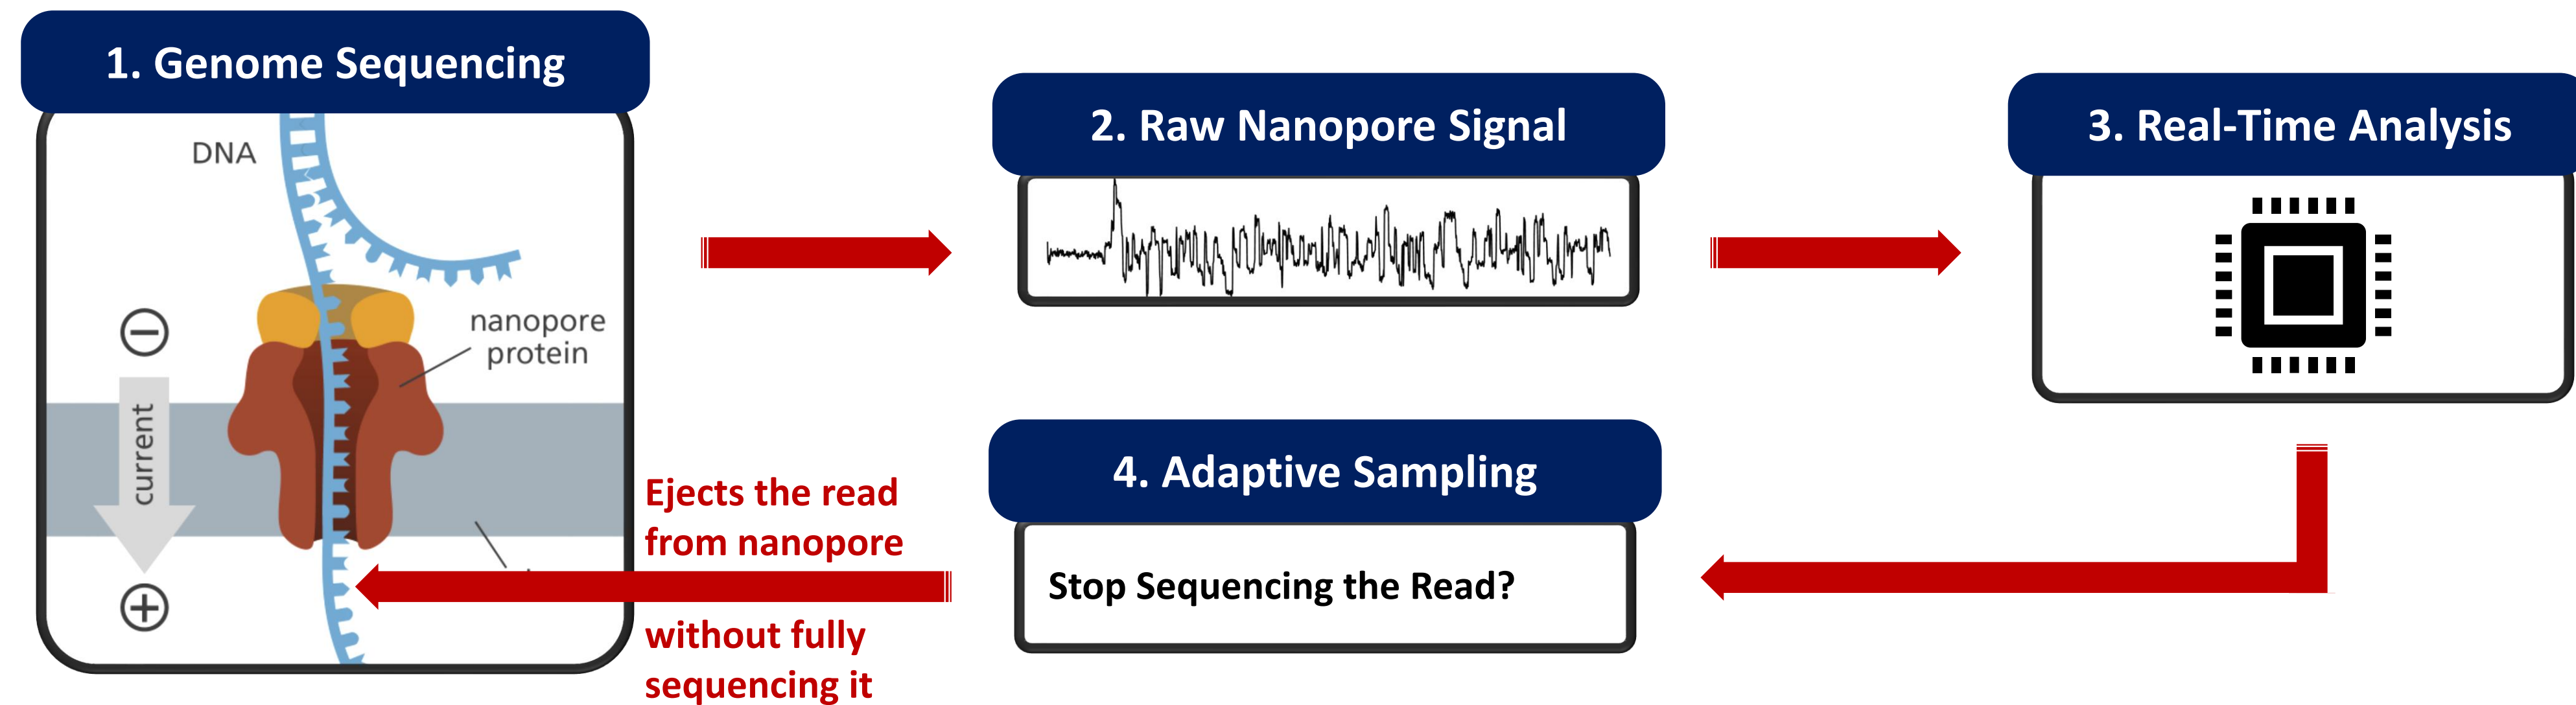 1. Genome Sequencing
DNA
nanopore
protein
current
2. Raw Nanopore Signal
3. Real-Time Analysis
4. Adaptive Sampling
Stop Sequencing the Read?
Ejects the read
from nanopore
without fully
sequencing it